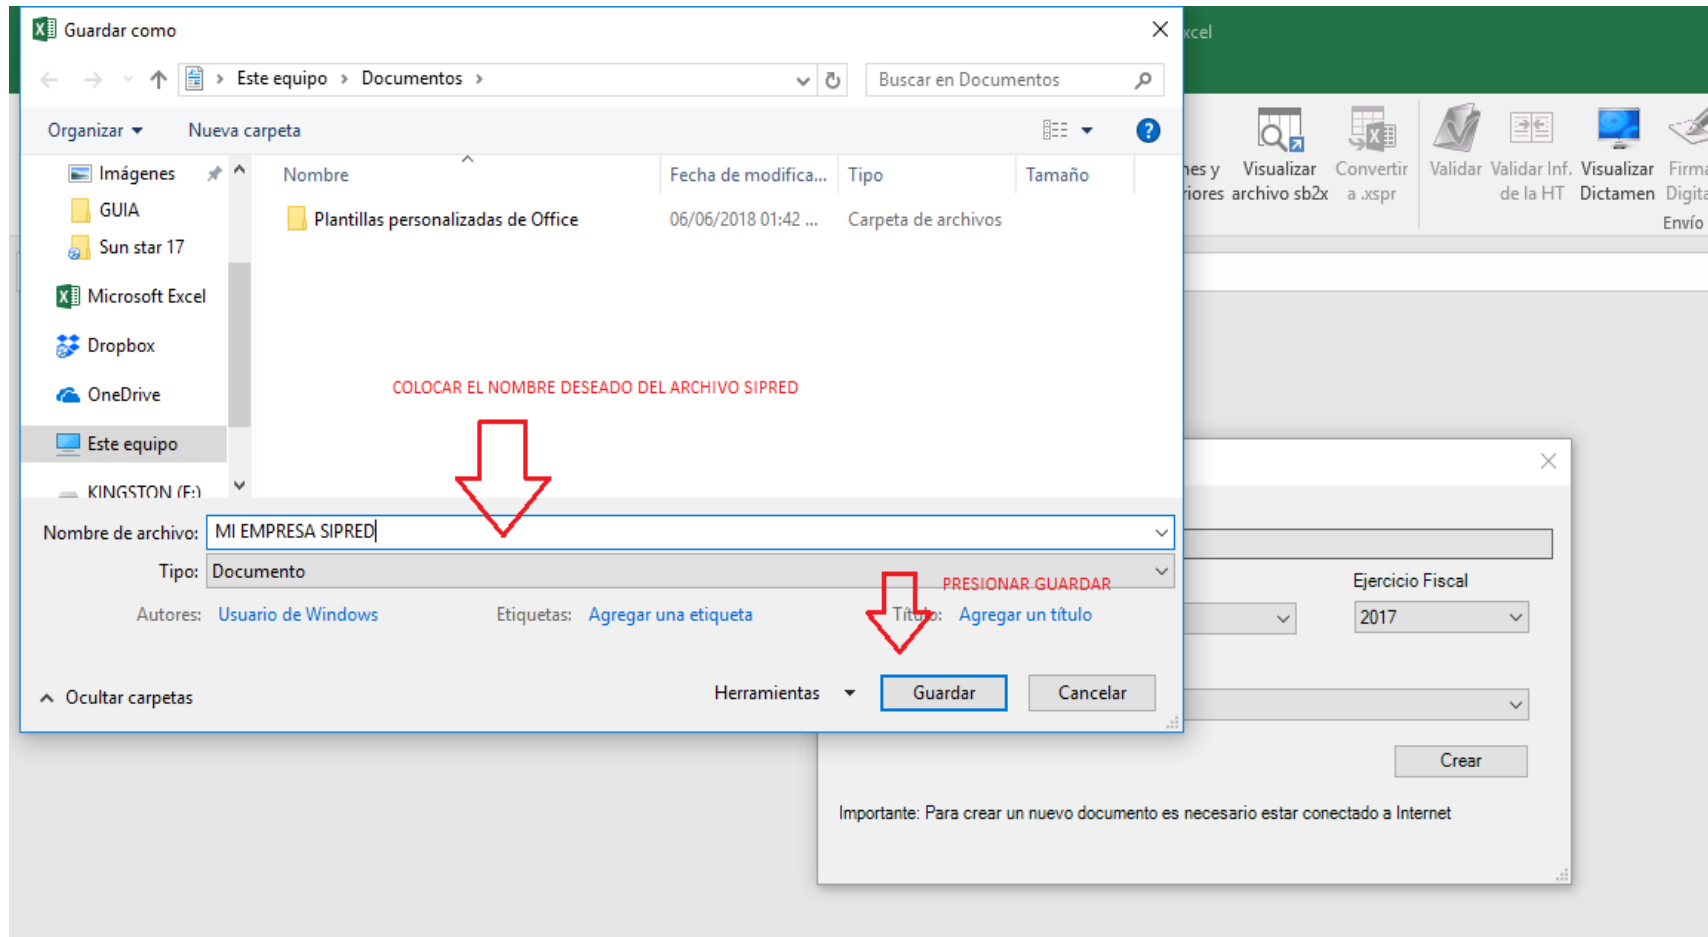 Guardar como
xcel
Este equipo
Documentos
Buscar en Documentos
Organizar
Nueva carpeta
Nombre
Fecha de modifica...
Tipo
Tamaño
Imágenes
GUIA
Sun star 17
Microsoft Excel
Dropbox
OneDrive
Este equipo
KINGSTON (F:)
Plantillas personalizadas de Office
06/06/2018 01:42 ...
Carpeta de archivos
nes y
riores
Visualizar
archivo sb2x
Convertir
a .xspr
Validar
Validar Inf.
de la HT
Visualizar
Dictamen
Firma
Digita
Envío
COLOCAR EL NOMBRE DESEADO DEL ARCHIVO SIPRED
Nombre de archivo: MI EMPRESA SIPRED
Tipo: Documento
PRESIONAR GUARDAR
Autores: Usuario de Windows
Etiquetas: Agregar una etiqueta
Título: Agregar un título
Ocultar carpetas
Herramientas
Guardar
Cancelar
Ejercicio Fiscal
2017
Crear
Importante: Para crear un nuevo documento es necesario estar conectado a Internet